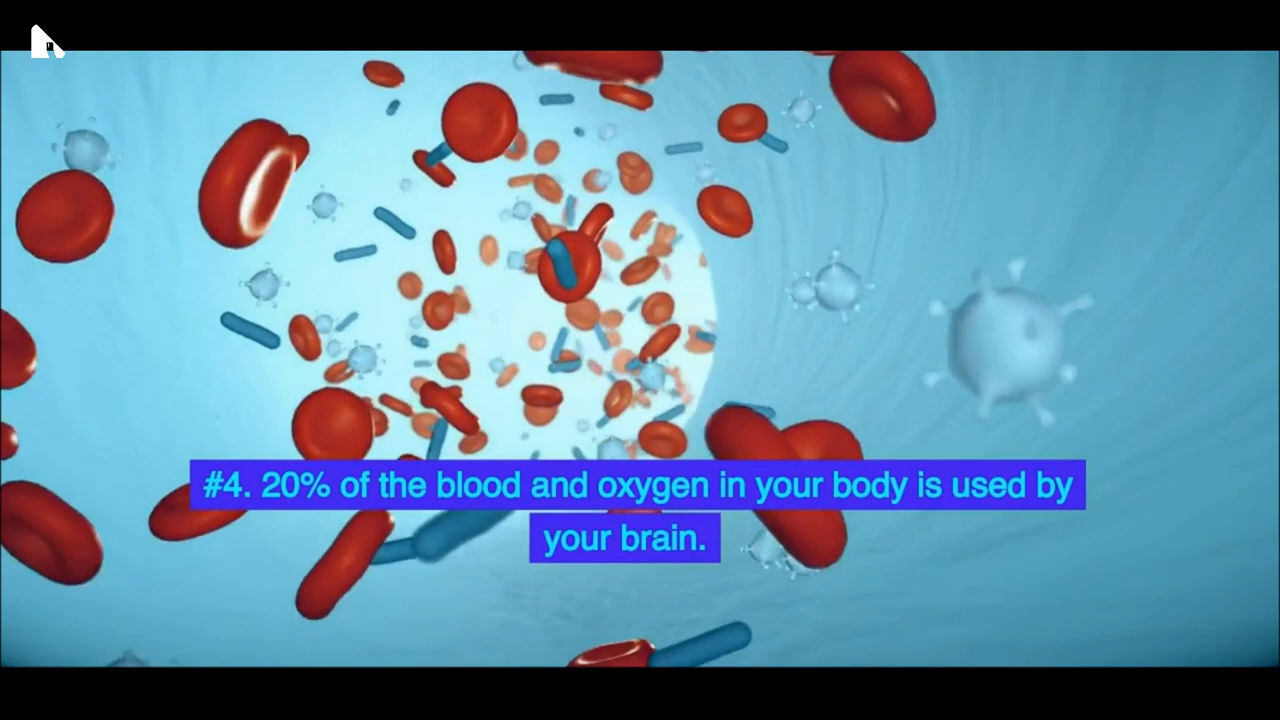 #4. 20% of the blood and oxygen in your body is used by
your brain.